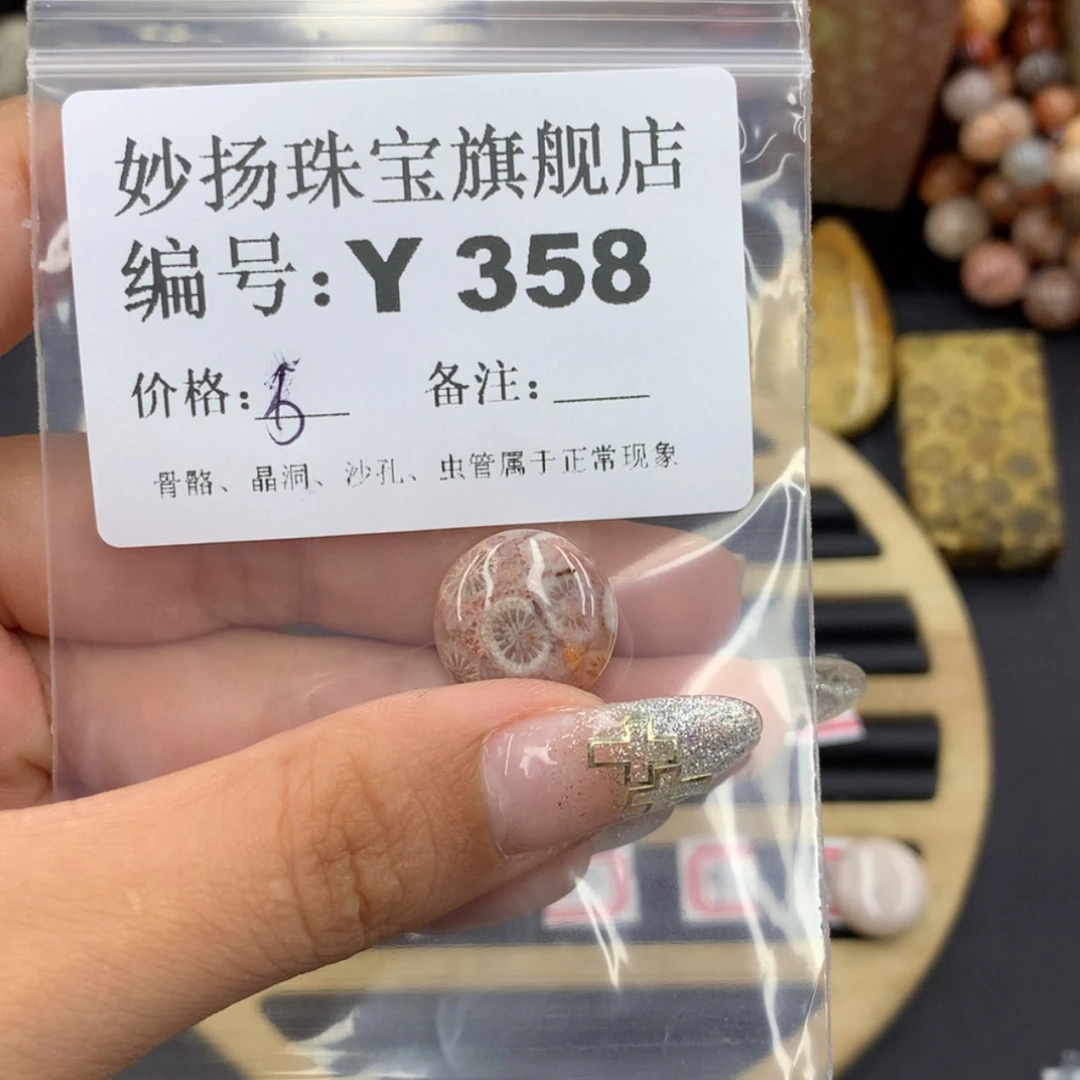 妙扬珠宝旗舰店
编号:Y 358
价格: 备注:
骨骼、晶洞、沙孔、虫管属于正常现象